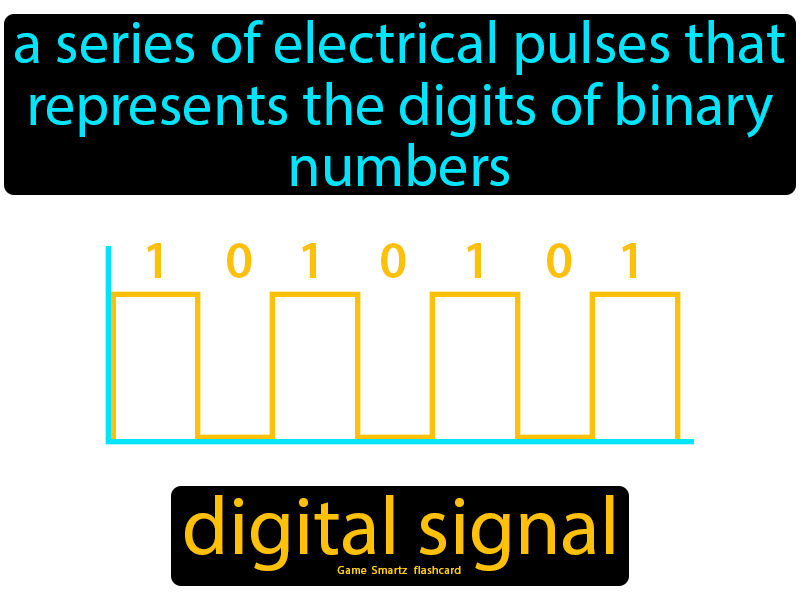 a series of electrical pulses that
represents the digits of binary
numbers
1 0 1 0 1 0 1
digital signal
Game Smartz flashcard